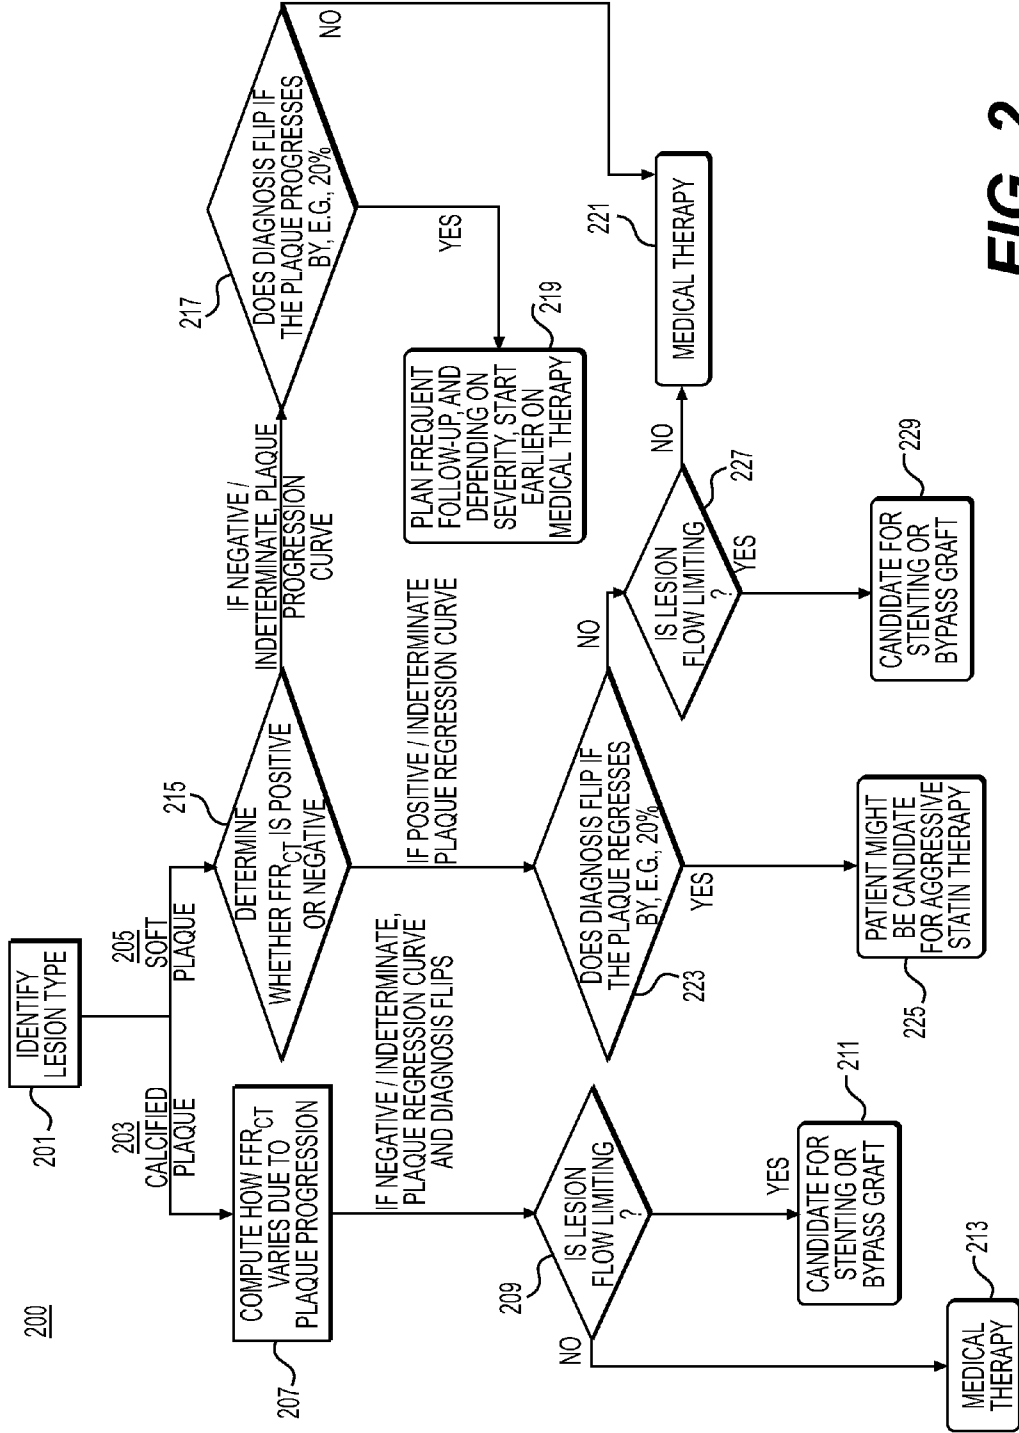 200
201
IDENTIFY
LESION TYPE
203
CALCIFIED
PLAQUE
205
SOFT
PLAQUE
207
COMPUTE HOW FFRCT
VARIES DUE TO
PLAQUE PROGRESSION
215
DETERMINE
WHETHER FFRCT IS POSITIVE
OR NEGATIVE
IF NEGATIVE /
INDETERMINATE, PLAQUE
PROGRESSION
CURVE
217
DOES DIAGNOSIS FLIP IF
THE PLAQUE PROGRESSES
BY, E.G., 20%
NO
YES
IF NEGATIVE / INDETERMINATE,
PLAQUE REGRESSION CURVE
AND DIAGNOSIS FLIPS
IF POSITIVE / INDETERMINATE
PLAQUE REGRESSION CURVE
PLAN FREQUENT
FOLLOW-UP, AND
DEPENDING ON
SEVERITY, START
EARLIER ON
MEDICAL THERAPY
219
209
IS LESION
FLOW LIMITING
?
NO
YES
223
DOES DIAGNOSIS FLIP IF
THE PLAQUE REGRESSES
BY, E.G., 20%
NO
YES
IS LESION
FLOW LIMITING
?
227
NO
YES
221
MEDICAL THERAPY
CANDIDATE FOR
STENTING OR
BYPASS GRAFT
211
MEDICAL
THERAPY
213
PATIENT MIGHT
BE CANDIDATE
FOR AGGRESSIVE
STATIN THERAPY
225
CANDIDATE FOR
STENTING OR
BYPASS GRAFT
229
FIG. 2